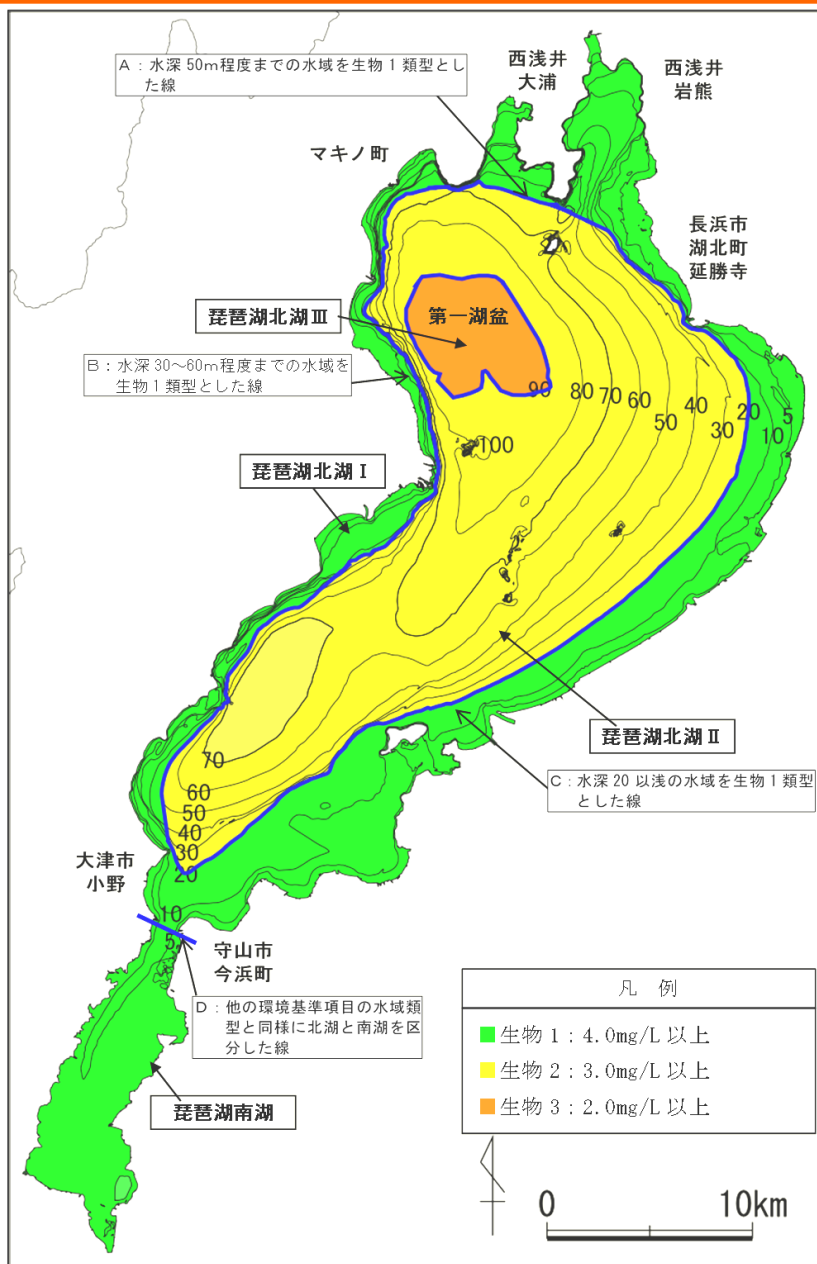 A：水深50m程度までの水域を生物1類型とし
た線
西浅井
大浦
西浅井
岩熊
マキノ町
長浜市
湖北町
延勝寺
琵琶湖北湖Ⅲ
第一湖盆
B：水深30～60m程度までの水域を
生物1類型とした線
90
80
70
60
50
40
30
20
10
5
100
琵琶湖北湖Ⅰ
琵琶湖北湖Ⅱ
C：水深20以浅の水域を生物1類型
とした線
70
60
50
40
30
20
10
5
大津市
小野
守山市
今浜町
D：他の環境基準項目の水域類
型と同様に北湖と南湖を区
分した線
琵琶湖南湖
凡 例
生物1：4.0mg/L以上
生物2：3.0mg/L以上
生物3：2.0mg/L以上
0
10km